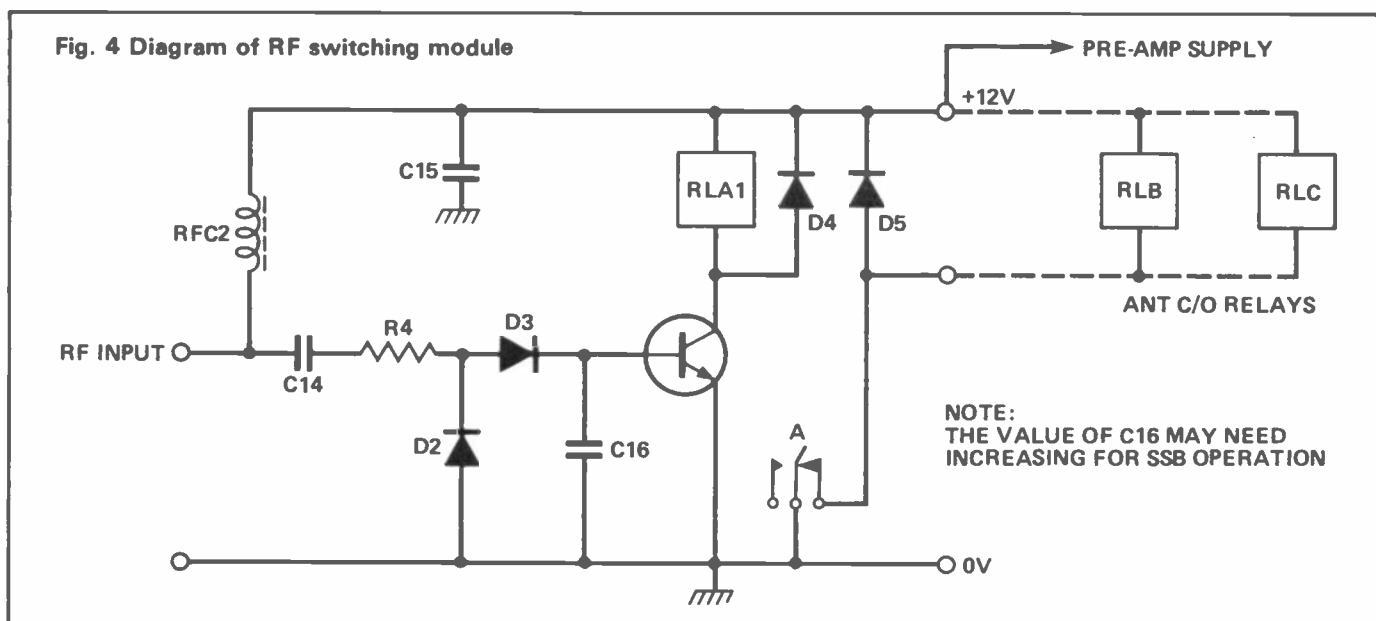 Fig. 4 Diagram of RF switching module
PRE-AMP SUPPLY
+12V
C15
RLA1
D4
D5
RLB
RLC
RFC2
ANT C/O RELAYS
R4
D3
RF INPUT
C14
D2
C16
A
NOTE:
THE VALUE OF C16 MAY NEED
INCREASING FOR SSB OPERATION
0V